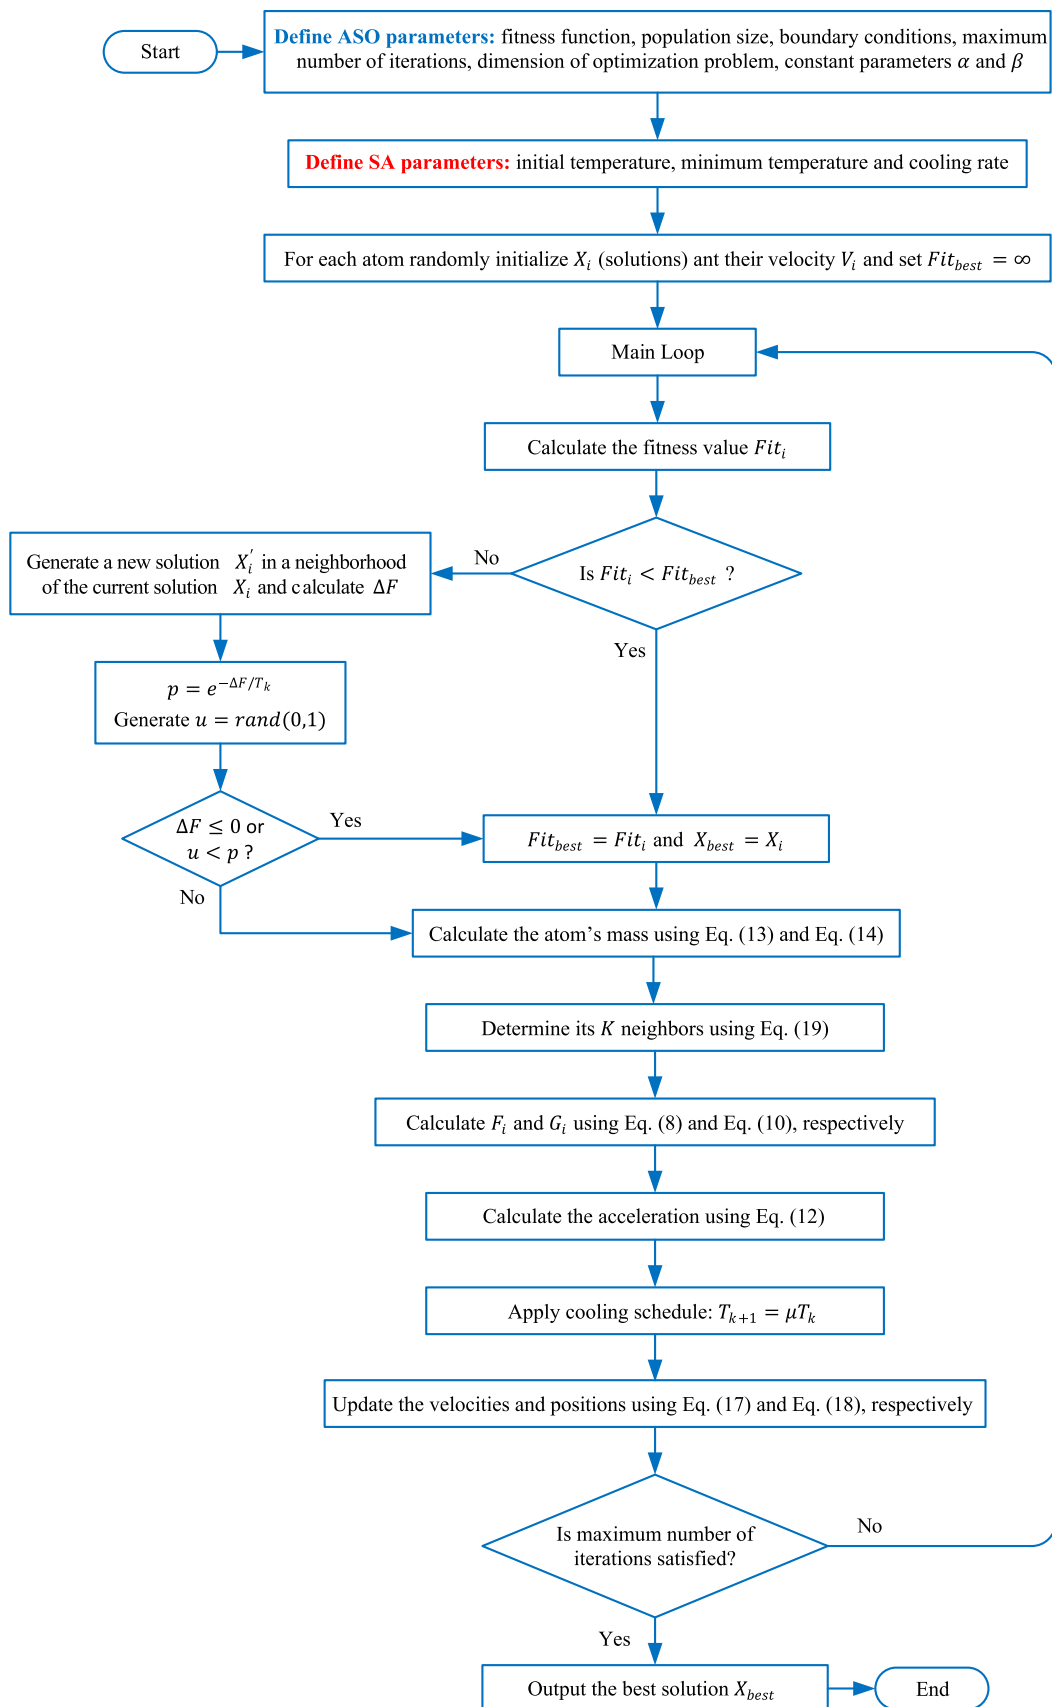 Start
Define ASO parameters: fitness function, population size, boundary conditions, maximum
number of iterations, dimension of optimization problem, constant parameters α and β
Define SA parameters: initial temperature, minimum temperature and cooling rate
For each atom randomly initialize X_i (solutions) ant their velocity V_i and set Fit_best = ∞
Main Loop
Calculate the fitness value Fit_i
Is Fit_i < Fit_best ?
No
Yes
Generate a new solution X_i' in a neighborhood
of the current solution X_i and calculate ΔF
p = e^{-ΔF/T_k}
Generate u = rand(0,1)
ΔF ≤ 0 or
u < p ?
Yes
No
Fit_best = Fit_i and X_best = X_i
Calculate the atom's mass using Eq. (13) and Eq. (14)
Determine its K neighbors using Eq. (19)
Calculate F_i and G_i using Eq. (8) and Eq. (10), respectively
Calculate the acceleration using Eq. (12)
Apply cooling schedule: T_{k+1} = μT_k
Update the velocities and positions using Eq. (17) and Eq. (18), respectively
Is maximum number of
iterations satisfied?
No
Yes
Output the best solution X_best
End